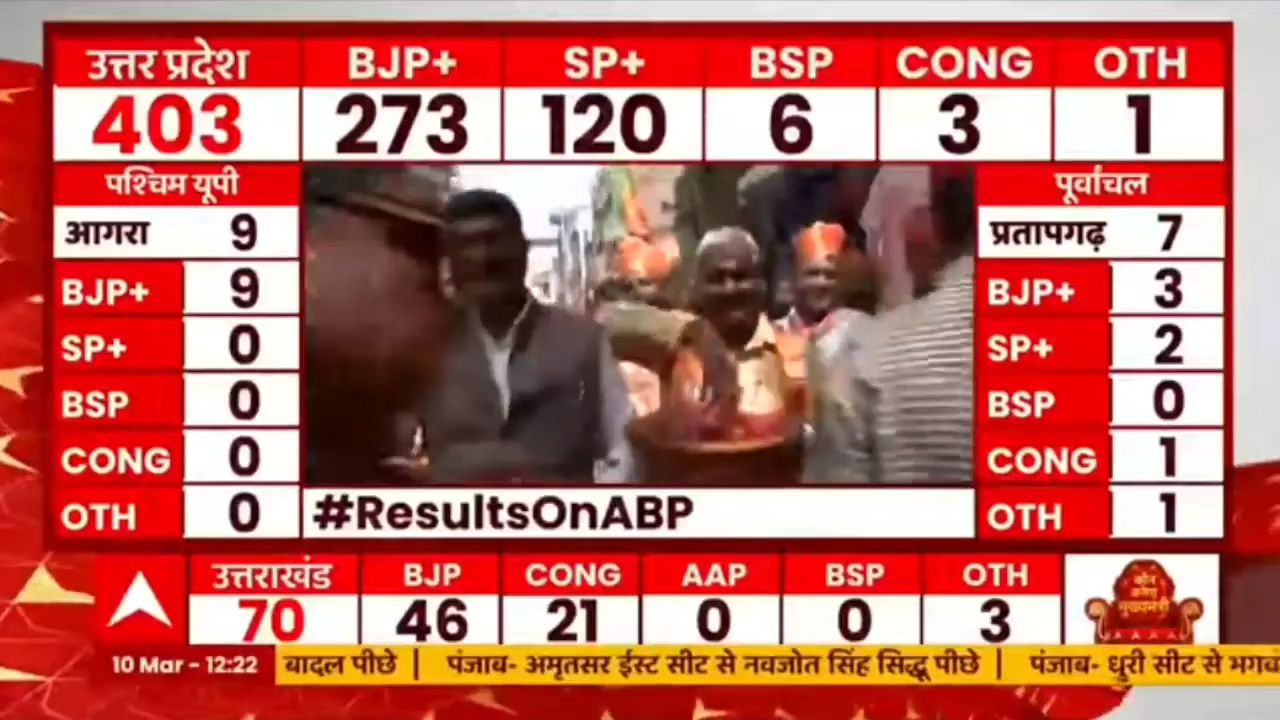 उत्तर प्रदेश BJP+ SP+ BSP CONG OTH
403 273 120 6 3 1
पश्चिम यूपी
आगरा 9
BJP+ 9
SP+ 0
BSP 0
CONG 0
OTH 0
पूर्वांचल
प्रतापगढ़ 7
BJP+ 3
SP+ 2
BSP 0
CONG 1
OTH 1
#ResultsOnABP
उत्तराखंड BJP CONG AAP BSP OTH
70 46 21 0 0 3
कौन बनेगा मुख्यमंत्री
10 Mar - 12:22 बादल पीछे | पंजाब- अमृतसर ईस्ट सीट से नवजोत सिंह सिद्धू पीछे | पंजाब- धुरी सीट से